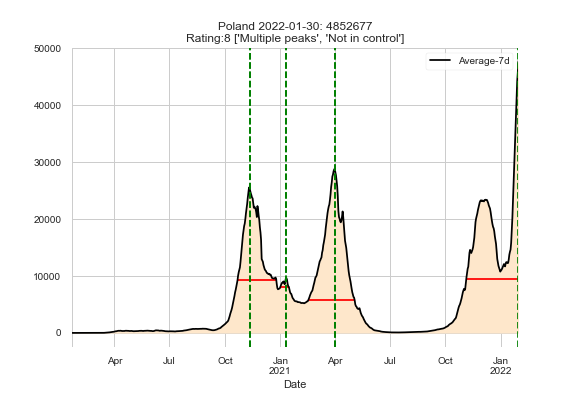 Poland 2022-01-30: 4852677
Rating:8 ['Multiple peaks', 'Not in control']
50000
Average-7d
40000
30000
20000
10000
0
Apr Jul Oct Jan Apr Jul Oct Jan
2021 2022
Date